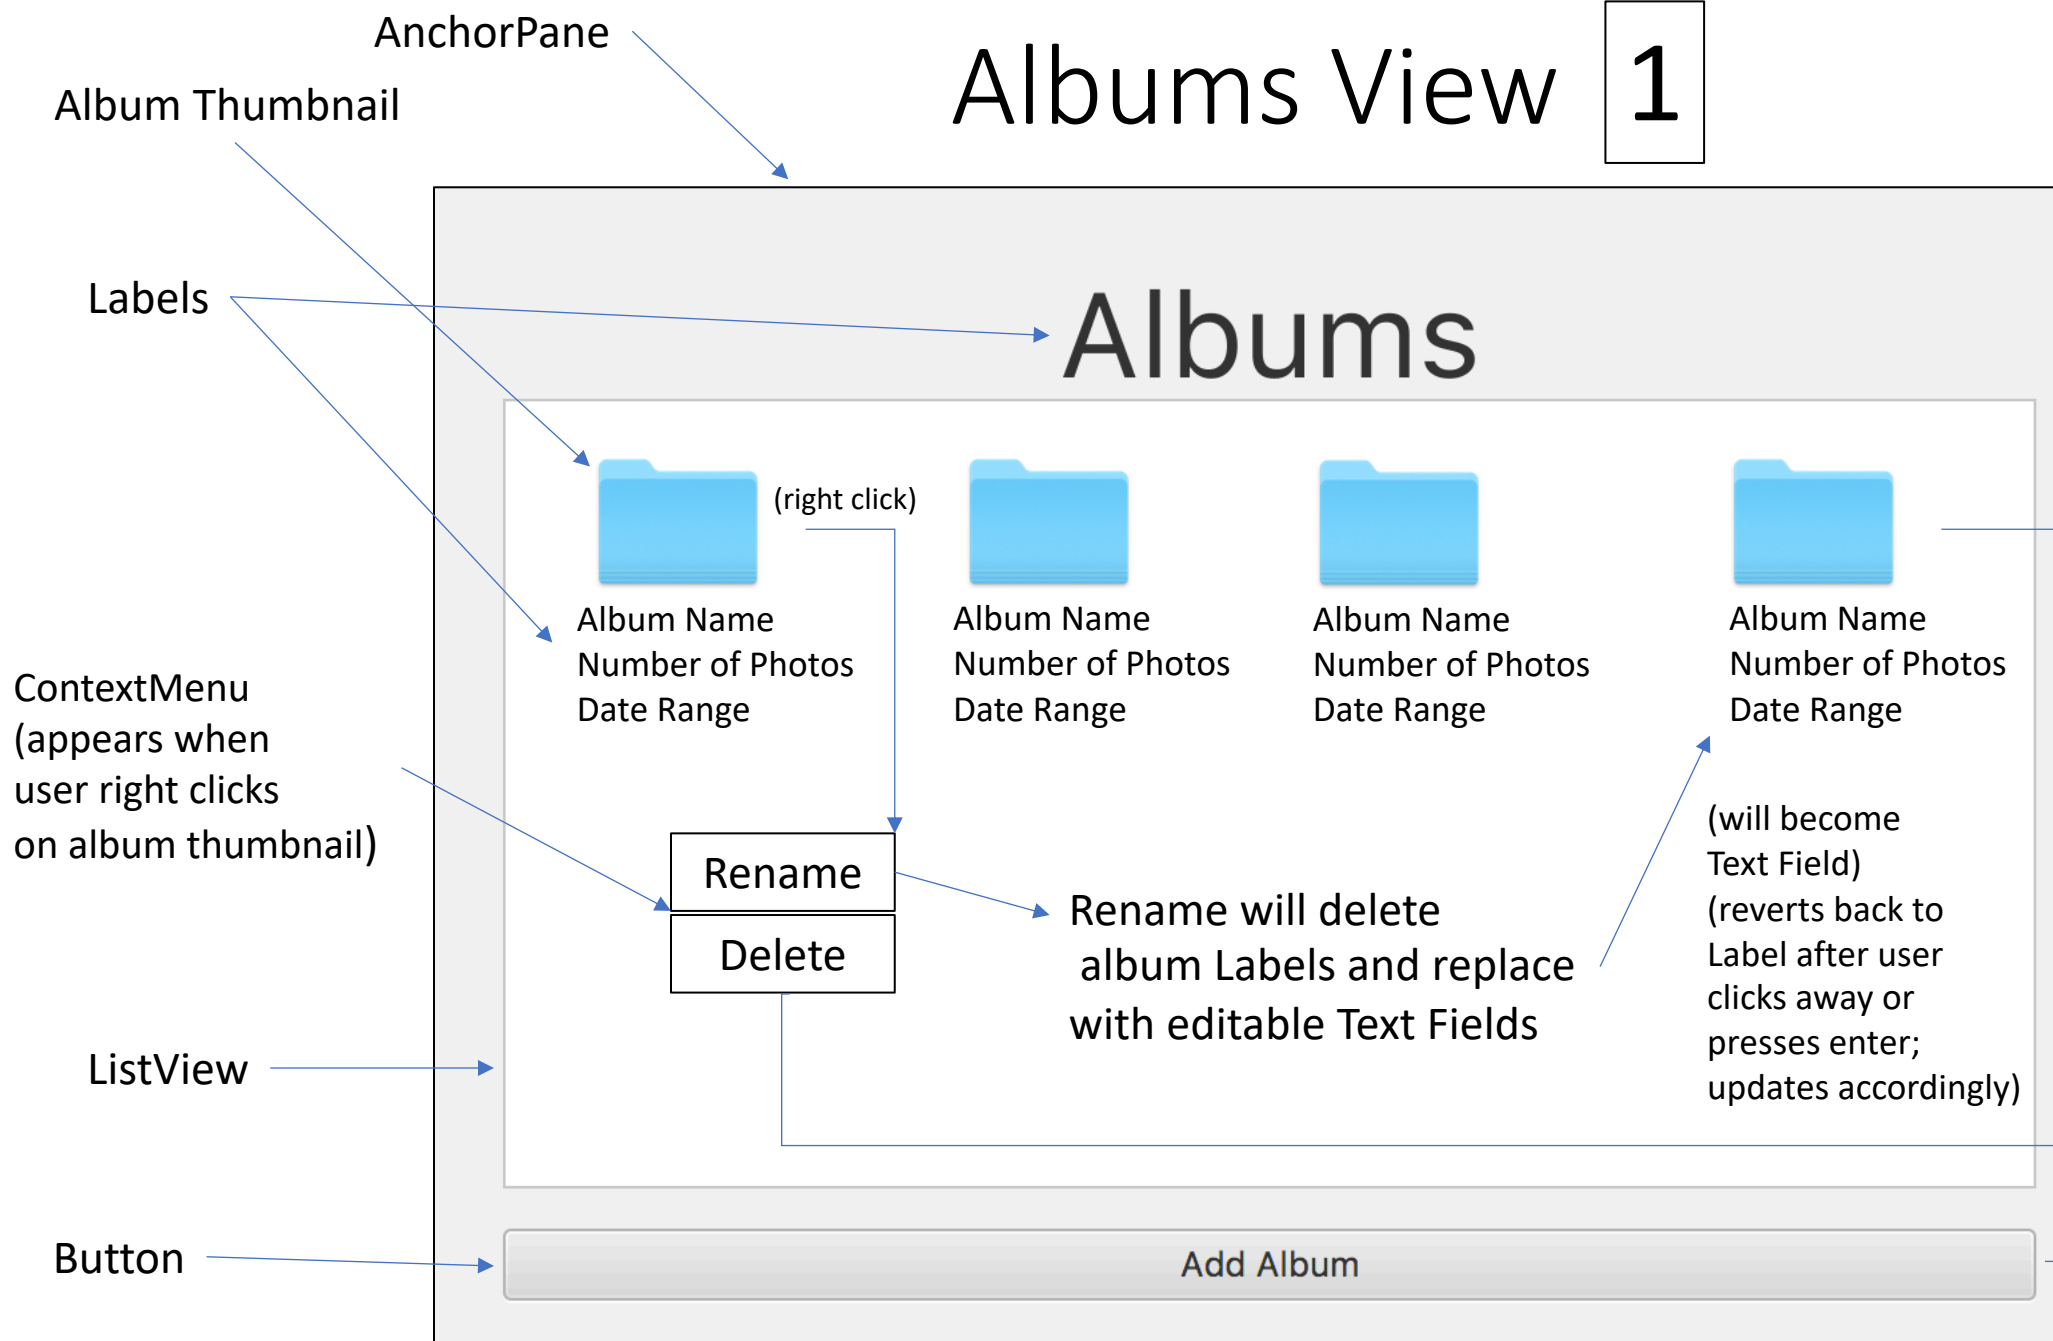 AnchorPane
Albums View 1
Album Thumbnail
Labels
Albums
(right click)
Album Name
Number of Photos
Date Range
Album Name
Number of Photos
Date Range
Album Name
Number of Photos
Date Range
Album Name
Number of Photos
Date Range
ContextMenu
(appears when
user right clicks
on album thumbnail)
Rename
Delete
Rename will delete
album Labels and replace
with editable Text Fields
(will become
Text Field)
(reverts back to
Label after user
clicks away or
presses enter;
updates accordingly)
ListView
Button
Add Album